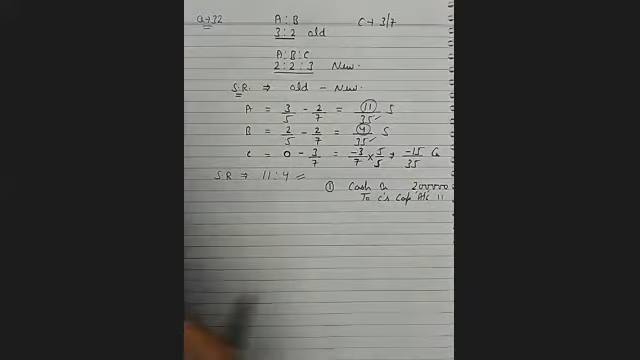 Q→32 A : B C → 3/7
3 : 2 old
A : B : C
2 : 2 : 3 New.
S.R. ⇒ old - New.
A = 3/5 - 2/7 = 11/35 S
B = 2/5 - 2/7 = 4/35 S
C = 0 - 3/7 = -3/7 × 5/5 = -15/35 G
S.R ⇒ 11 : 4
① Cash 200000
To C's Cap A/c 11